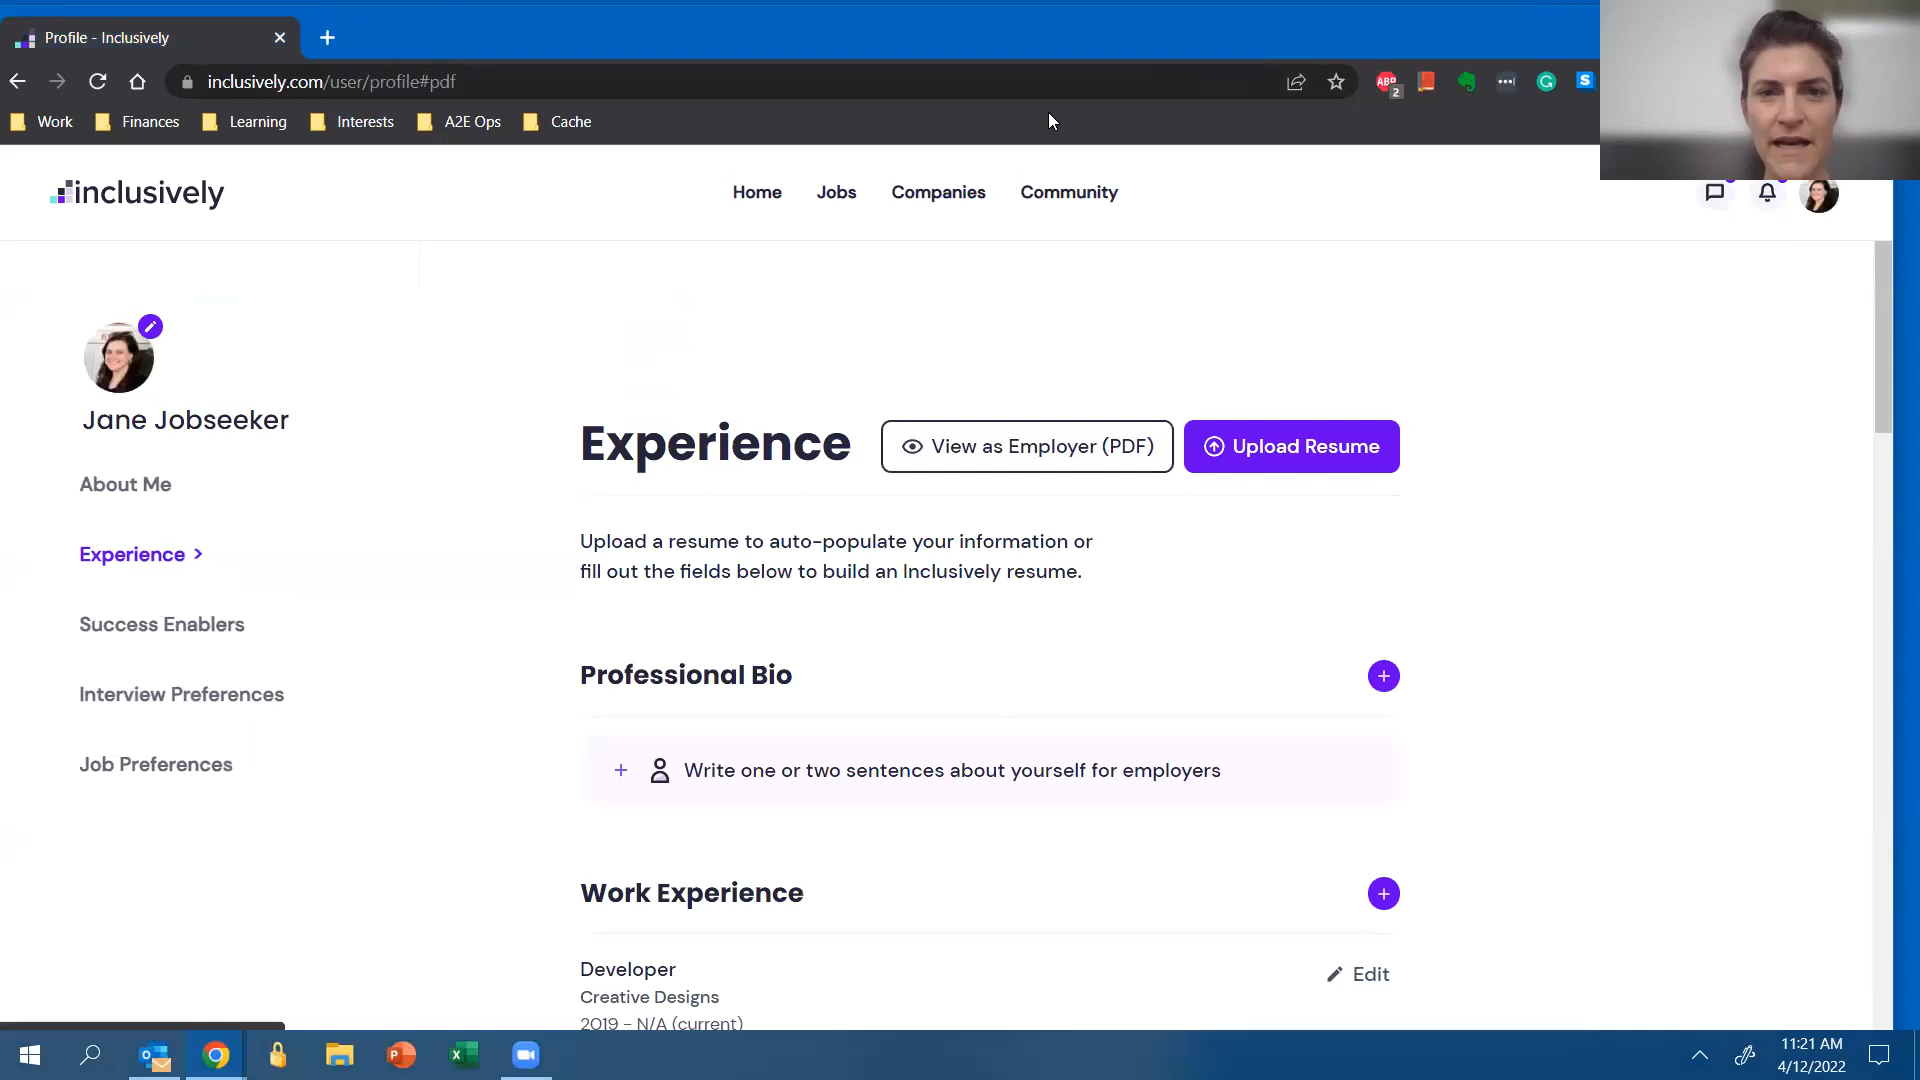 Profile - Inclusively
inclusively.com/user/profile#pdf
ABP
2
G
S
Work
Finances
Learning
Interests
A2E Ops
Cache
inclusively
Home
Jobs
Companies
Community
Jane Jobseeker
About Me
Experience >
Success Enablers
Interview Preferences
Job Preferences
Experience
View as Employer (PDF)
Upload Resume
Upload a resume to auto-populate your information or
fill out the fields below to build an Inclusively resume.
Professional Bio
Write one or two sentences about yourself for employers
Work Experience
Developer
Edit
Creative Designs
2019 - N/A (current)
11:21 AM
4/12/2022